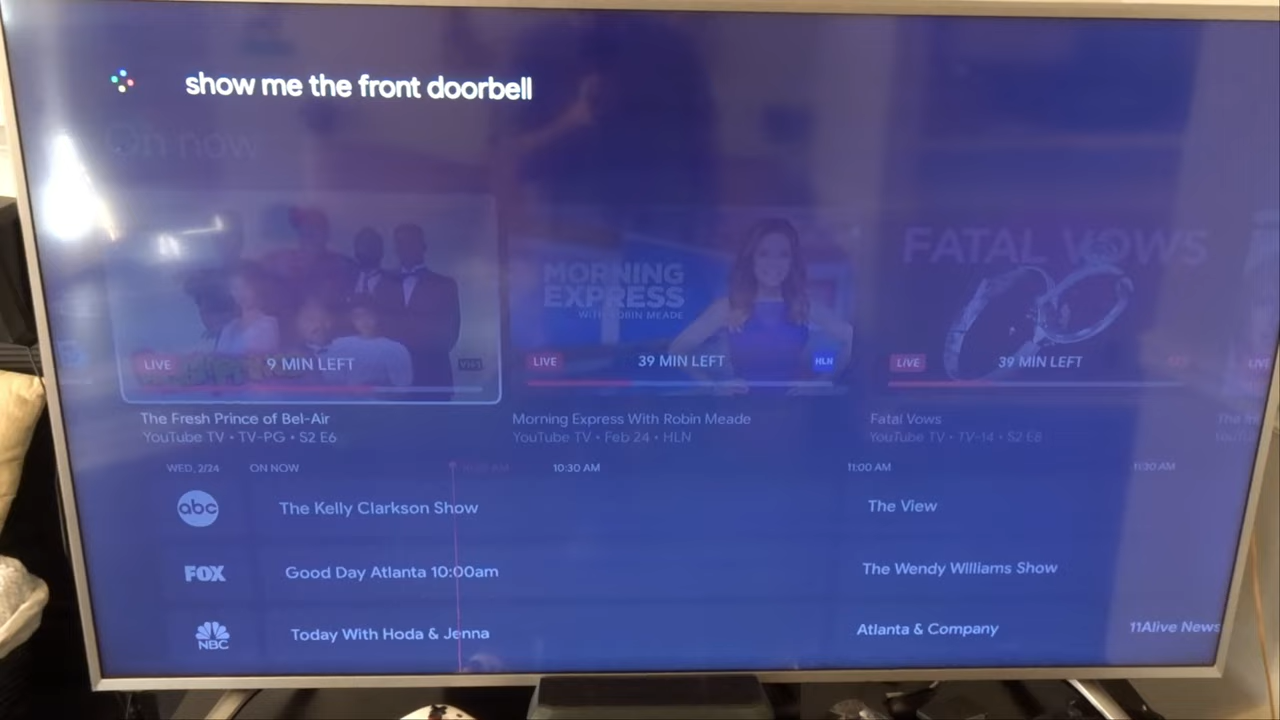 show me the front doorbell
On now
LIVE 9 MIN LEFT
MORNING
EXPRESS
WITH ROBIN MEADE
LIVE 39 MIN LEFT HLN
FATAL VOWS
LIVE 39 MIN LEFT
LIVE
The Fresh Prince of Bel-Air
YouTube TV • TV-PG • S2 E6
Morning Express With Robin Meade
YouTube TV • Feb 24 • HLN
Fatal Vows
YouTube TV • TV-14 • S2 E8
WED, 2/24 ON NOW 10:30 AM 11:00 AM 11:30 AM
abc The Kelly Clarkson Show The View
FOX Good Day Atlanta 10:00am The Wendy Williams Show
NBC Today With Hoda & Jenna Atlanta & Company 11Alive News